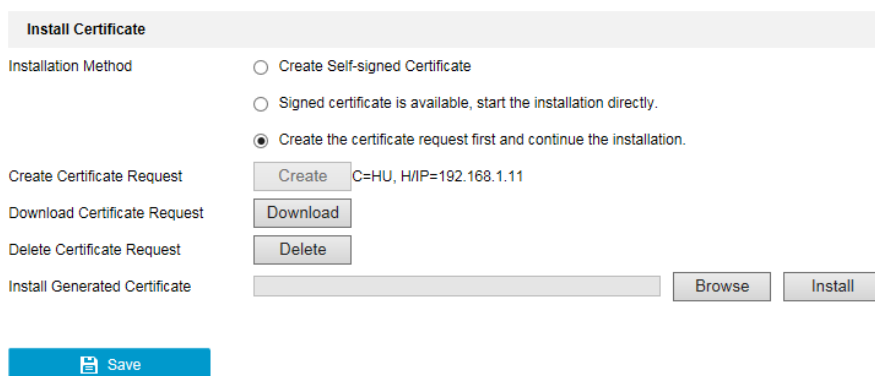 Install Certificate
Installation Method
Create Self-signed Certificate
Signed certificate is available, start the installation directly.
Create the certificate request first and continue the installation.
Create Certificate Request Create C=HU, H/IP=192.168.1.11
Download Certificate Request Download
Delete Certificate Request Delete
Install Generated Certificate Browse Install
Save